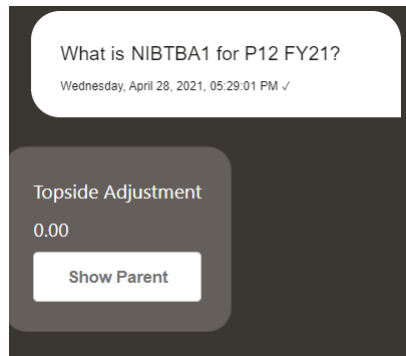 What is NIBTBA1 for P12 FY21?
Wednesday, April 28, 2021, 05:29:01 PM ✓
Topside Adjustment
0.00
Show Parent